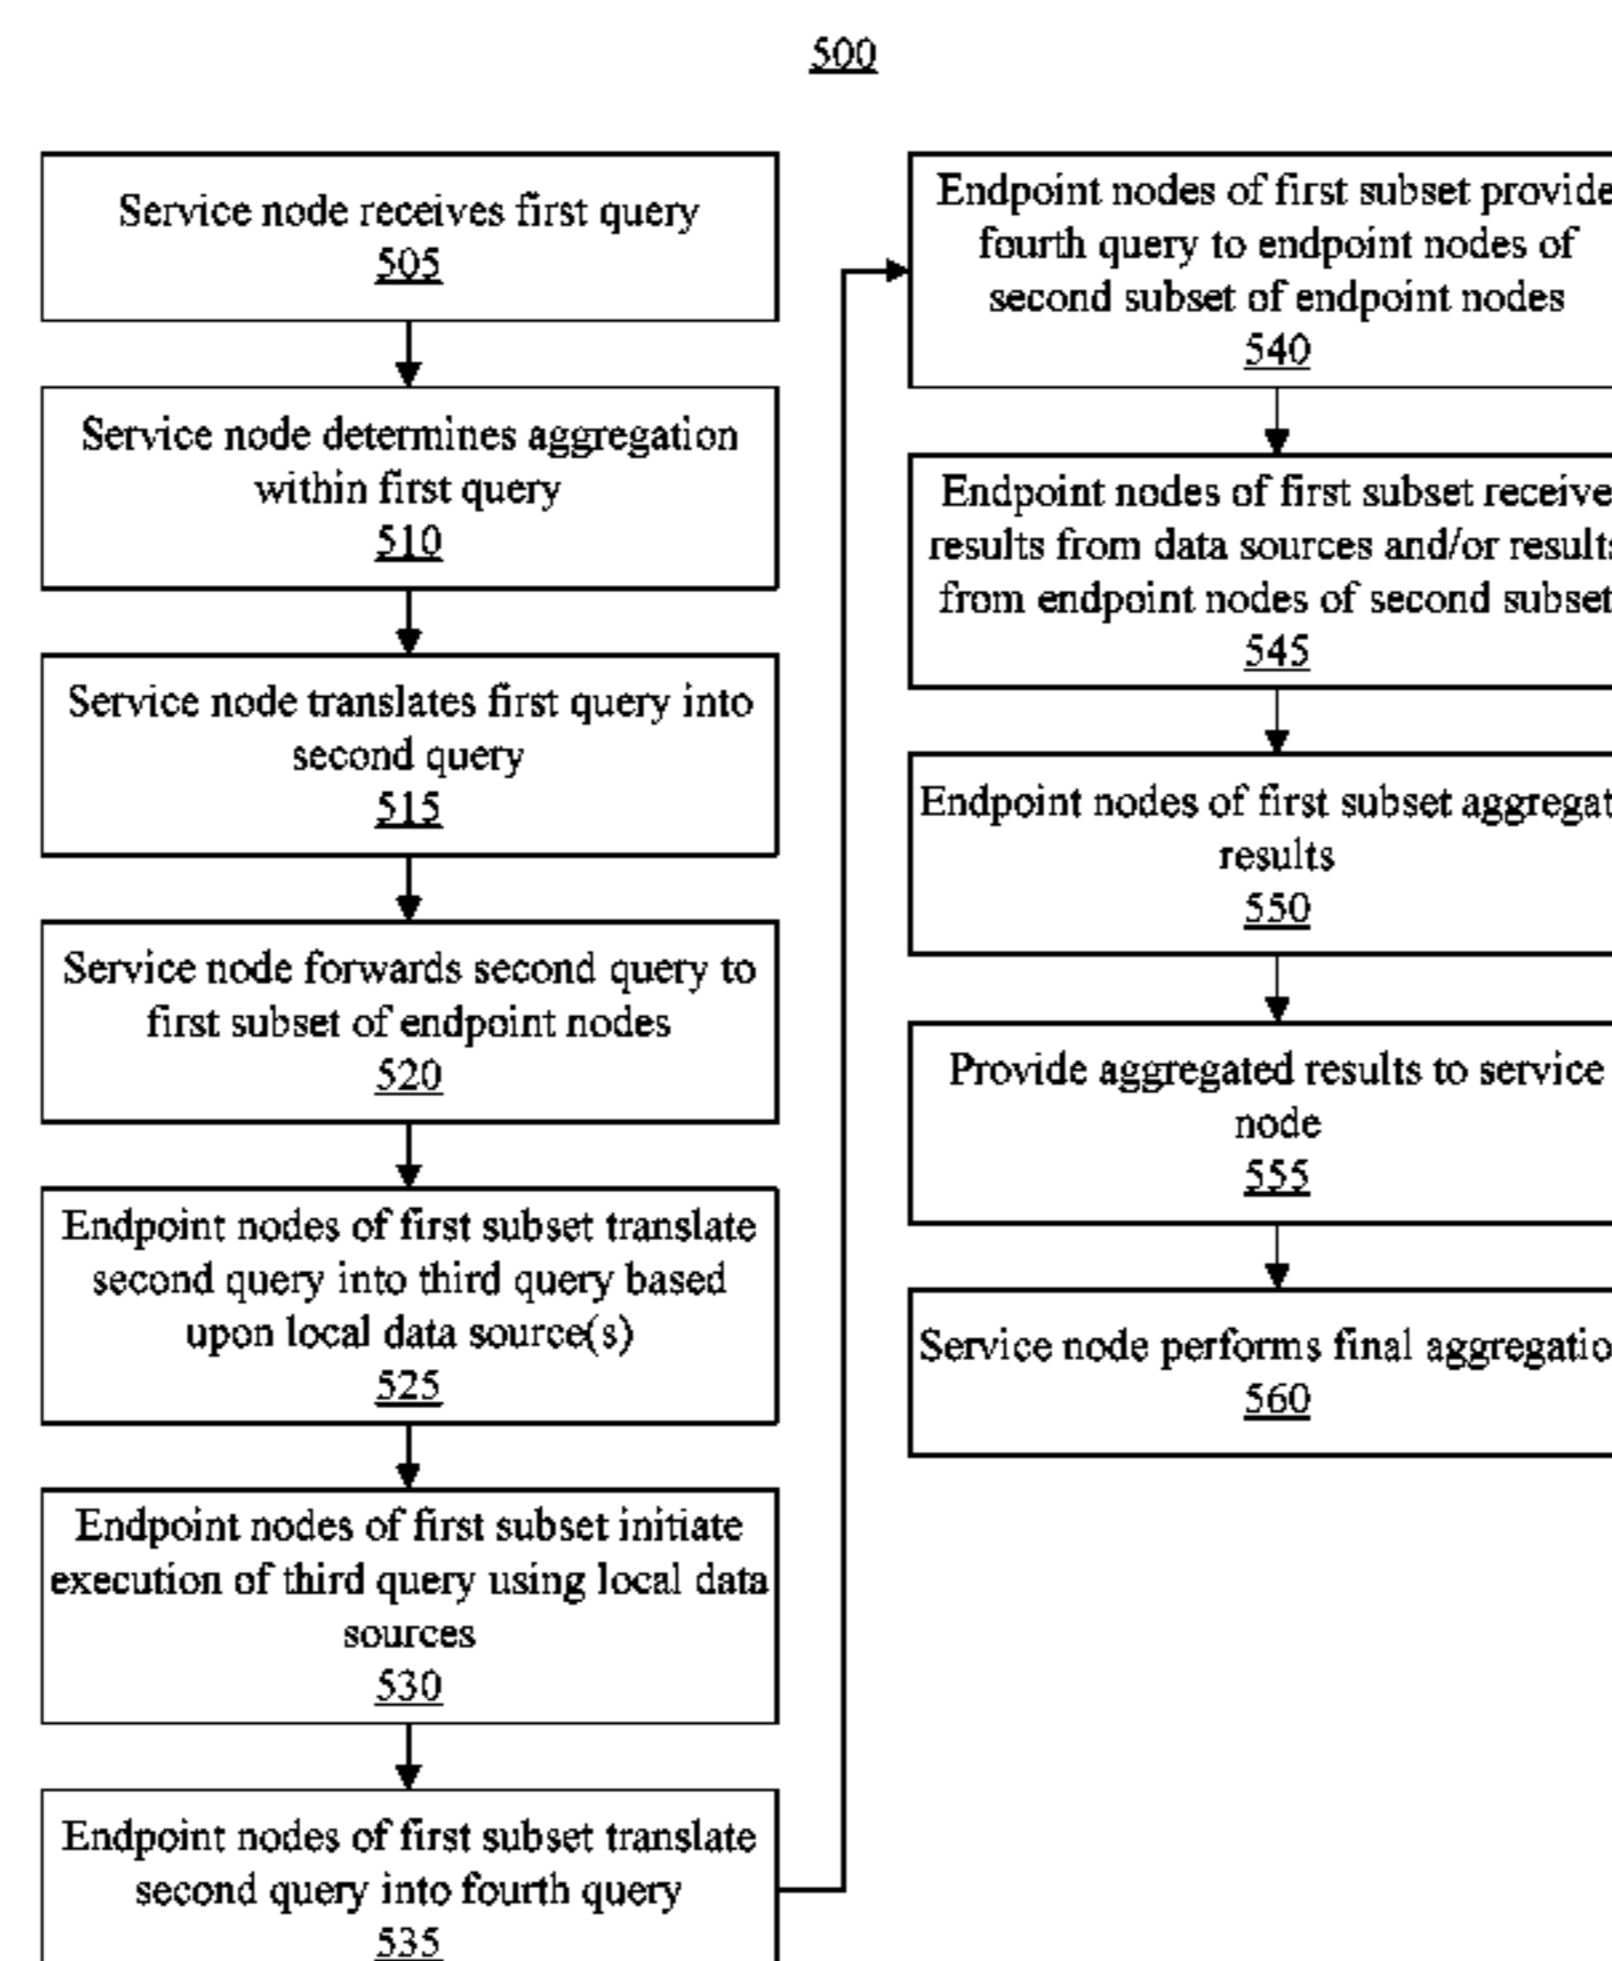 500
Service node receives first query
505
Service node determines aggregation
within first query
510
Service node translates first query into
second query
515
Service node forwards second query to
first subset of endpoint nodes
520
Endpoint nodes of first subset translate
second query into third query based
upon local data source(s)
525
Endpoint nodes of first subset initiate
execution of third query using local data
sources
530
Endpoint nodes of first subset translate
second query into fourth query
535
Endpoint nodes of first subset provide
fourth query to endpoint nodes of
second subset of endpoint nodes
540
Endpoint nodes of first subset receive
results from data sources and/or results
from endpoint nodes of second subset
545
Endpoint nodes of first subset aggregat
results
550
Provide aggregated results to service
node
555
Service node performs final aggregatio
560